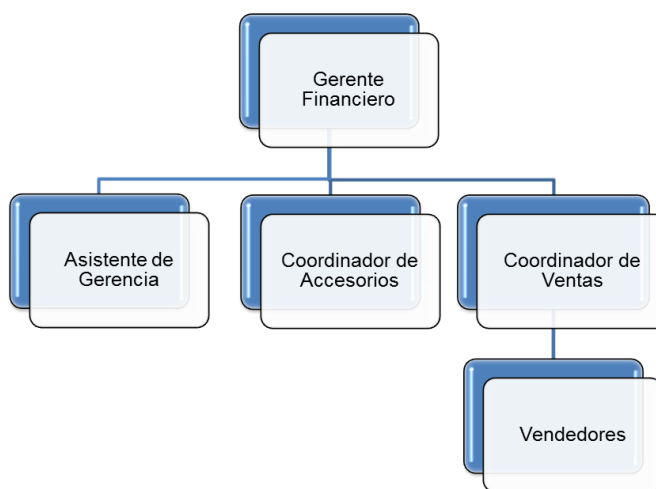 Gerente
Financiero
Asistente de
Gerencia
Coordinador de
Accesorios
Coordinador de
Ventas
Vendedores